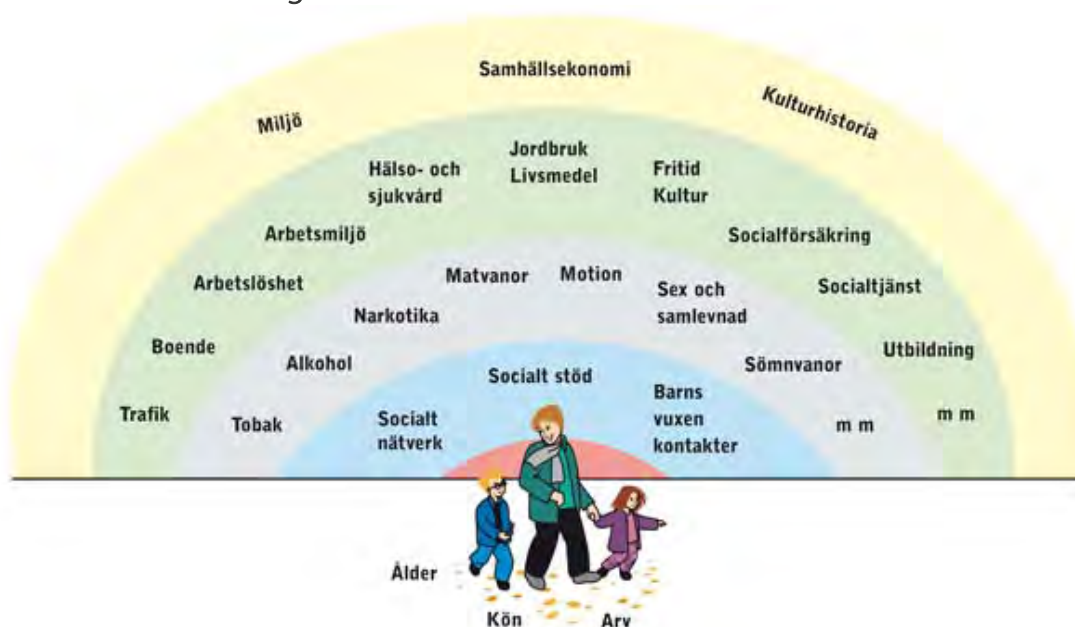 Samhällsekonomi
Miljö
Kulturhistoria
Jordbruk
Livsmedel
Hälso- och
sjukvård
Fritid
Kultur
Arbetsmiljö
Socialförsäkring
Arbetslöshet
Socialtjänst
Boende
Utbildning
Trafik
m m
Matvanor
Motion
Narkotika
Sex och
samlevnad
Alkohol
Sömnvanor
Tobak
m m
Socialt stöd
Socialt
nätverk
Barns
vuxen
kontakter
Ålder
Kön
Arv